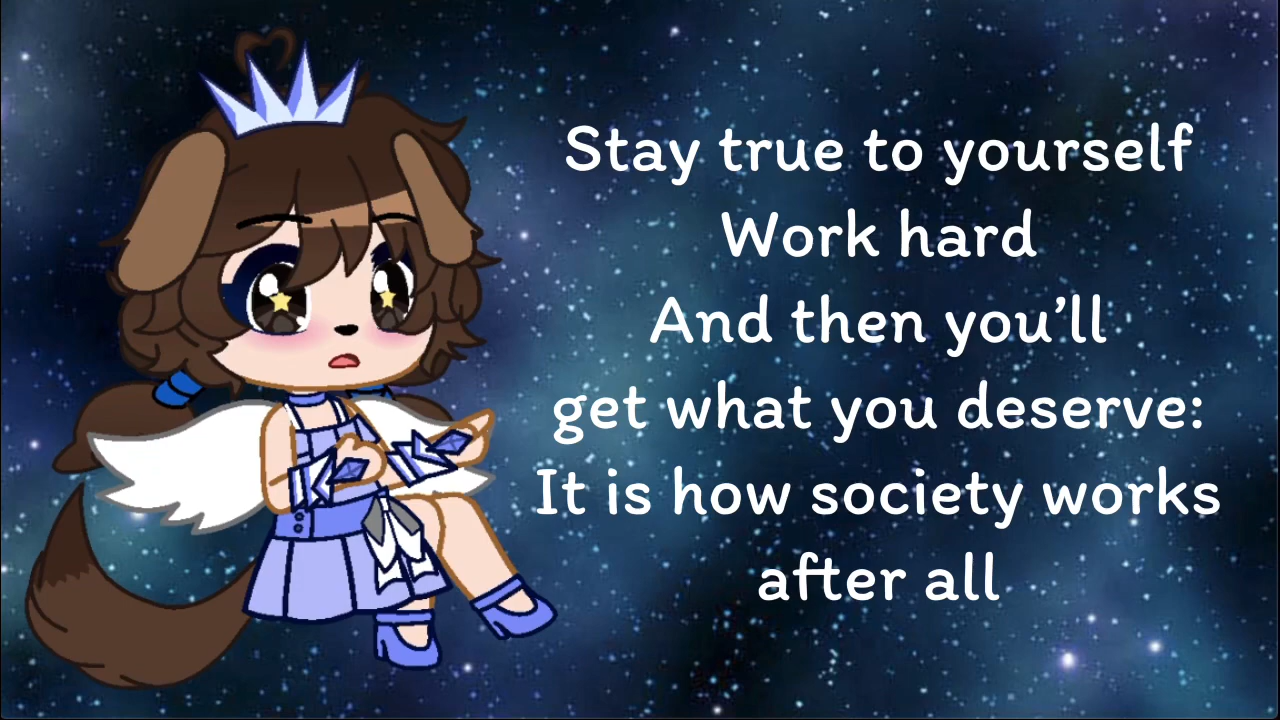 Stay true to yourself
Work hard
And then you’ll
get what you deserve:
It is how society works
after all